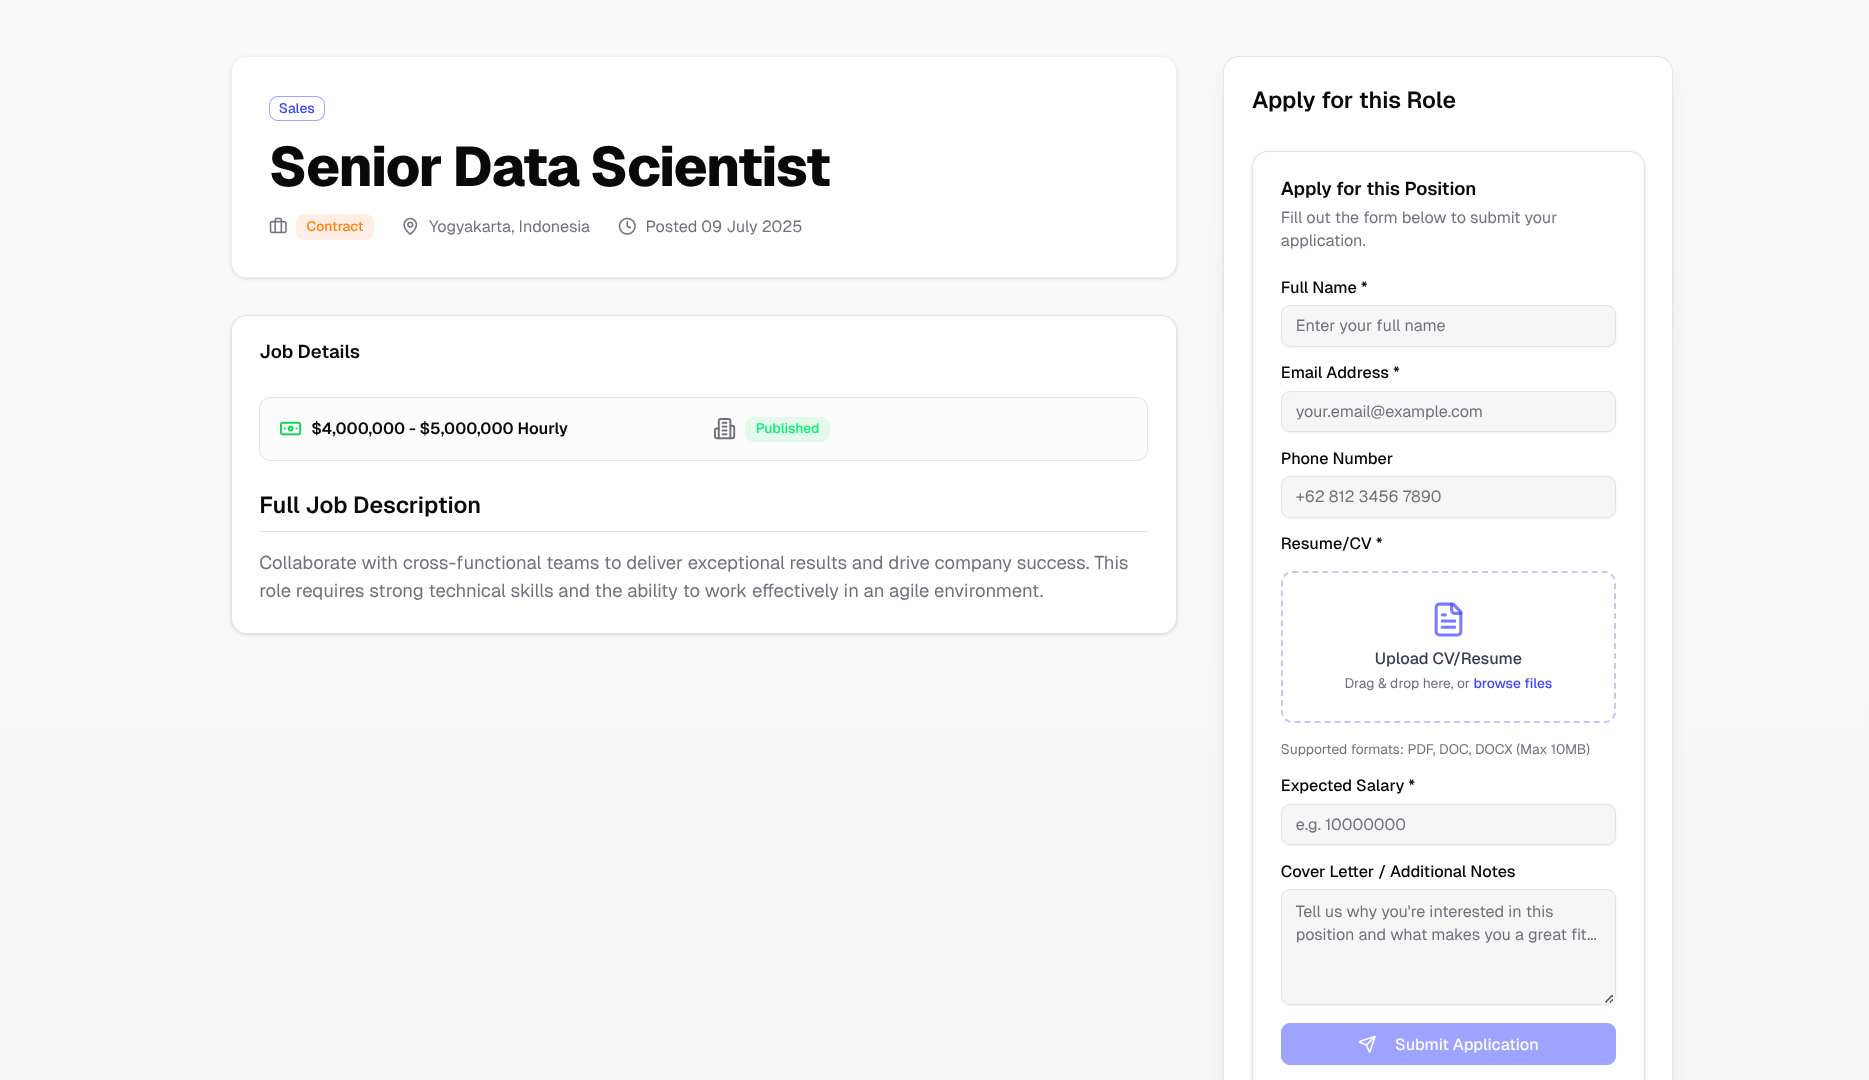 Sales
Senior Data Scientist
Contract
Yogyakarta, Indonesia
Posted 09 July 2025
Job Details
$4,000,000 - $5,000,000 Hourly
Published
Full Job Description
Collaborate with cross-functional teams to deliver exceptional results and drive company success. This
role requires strong technical skills and the ability to work effectively in an agile environment.
Apply for this Role
Apply for this Position
Fill out the form below to submit your
application.
Full Name *
Enter your full name
Email Address *
your.email@example.com
Phone Number
+62 812 3456 7890
Resume/CV *
Upload CV/Resume
Drag & drop here, or browse files
Supported formats: PDF, DOC, DOCX (Max 10MB)
Expected Salary *
e.g. 10000000
Cover Letter / Additional Notes
Tell us why you're interested in this
position and what makes you a great fit...
Submit Application